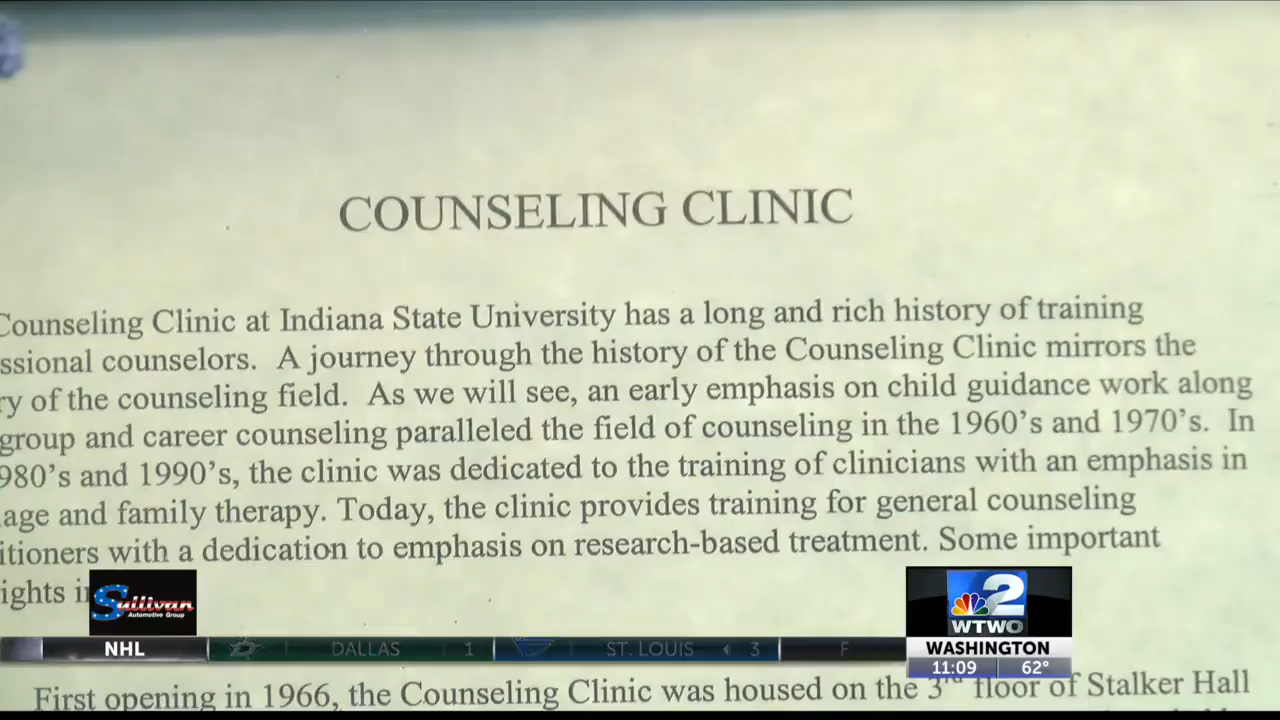 COUNSELING CLINIC
Counseling Clinic at Indiana State University has a long and rich history of training
ssional counselors. A journey through the history of the Counseling Clinic mirrors the
ry of the counseling field. As we will see, an early emphasis on child guidance work along
group and career counseling paralleled the field of counseling in the 1960's and 1970's. In
980's and 1990's, the clinic was dedicated to the training of clinicians with an emphasis in
age and family therapy. Today, the clinic provides training for general counseling
itioners with a dedication to emphasis on research-based treatment. Some important
ights i
Sullivan
Automotive Group
2
WTWO
NHL DALLAS 1 ST. LOUIS 3 F
WASHINGTON
11:09 62°
First opening in 1966, the Counseling Clinic was housed on the 3rd floor of Stalker Hall